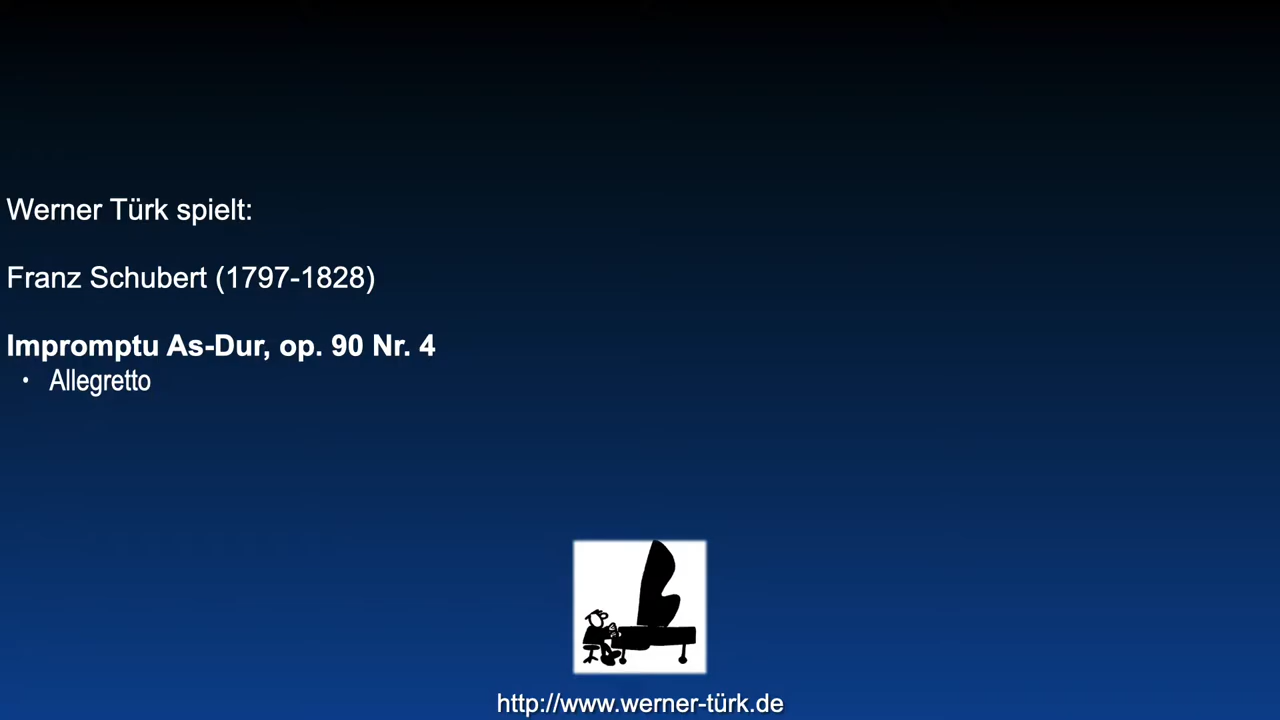 Werner Türk spielt:
Franz Schubert (1797-1828)
Impromptu As-Dur, op. 90 Nr. 4
• Allegretto
http://www.werner-türk.de